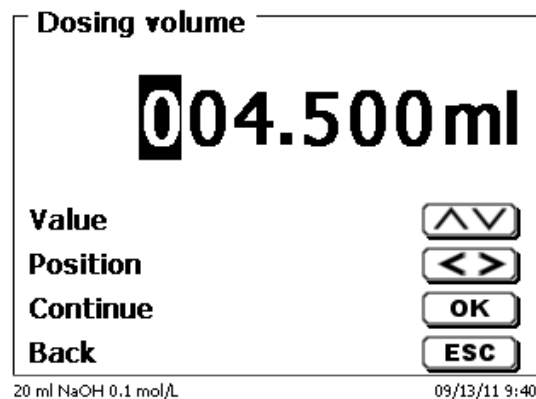 Dosing volume
004.500ml
Value ∧∨
Position <>
Continue OK
Back ESC
20 ml NaOH 0.1 mol/L 09/13/11 9:40